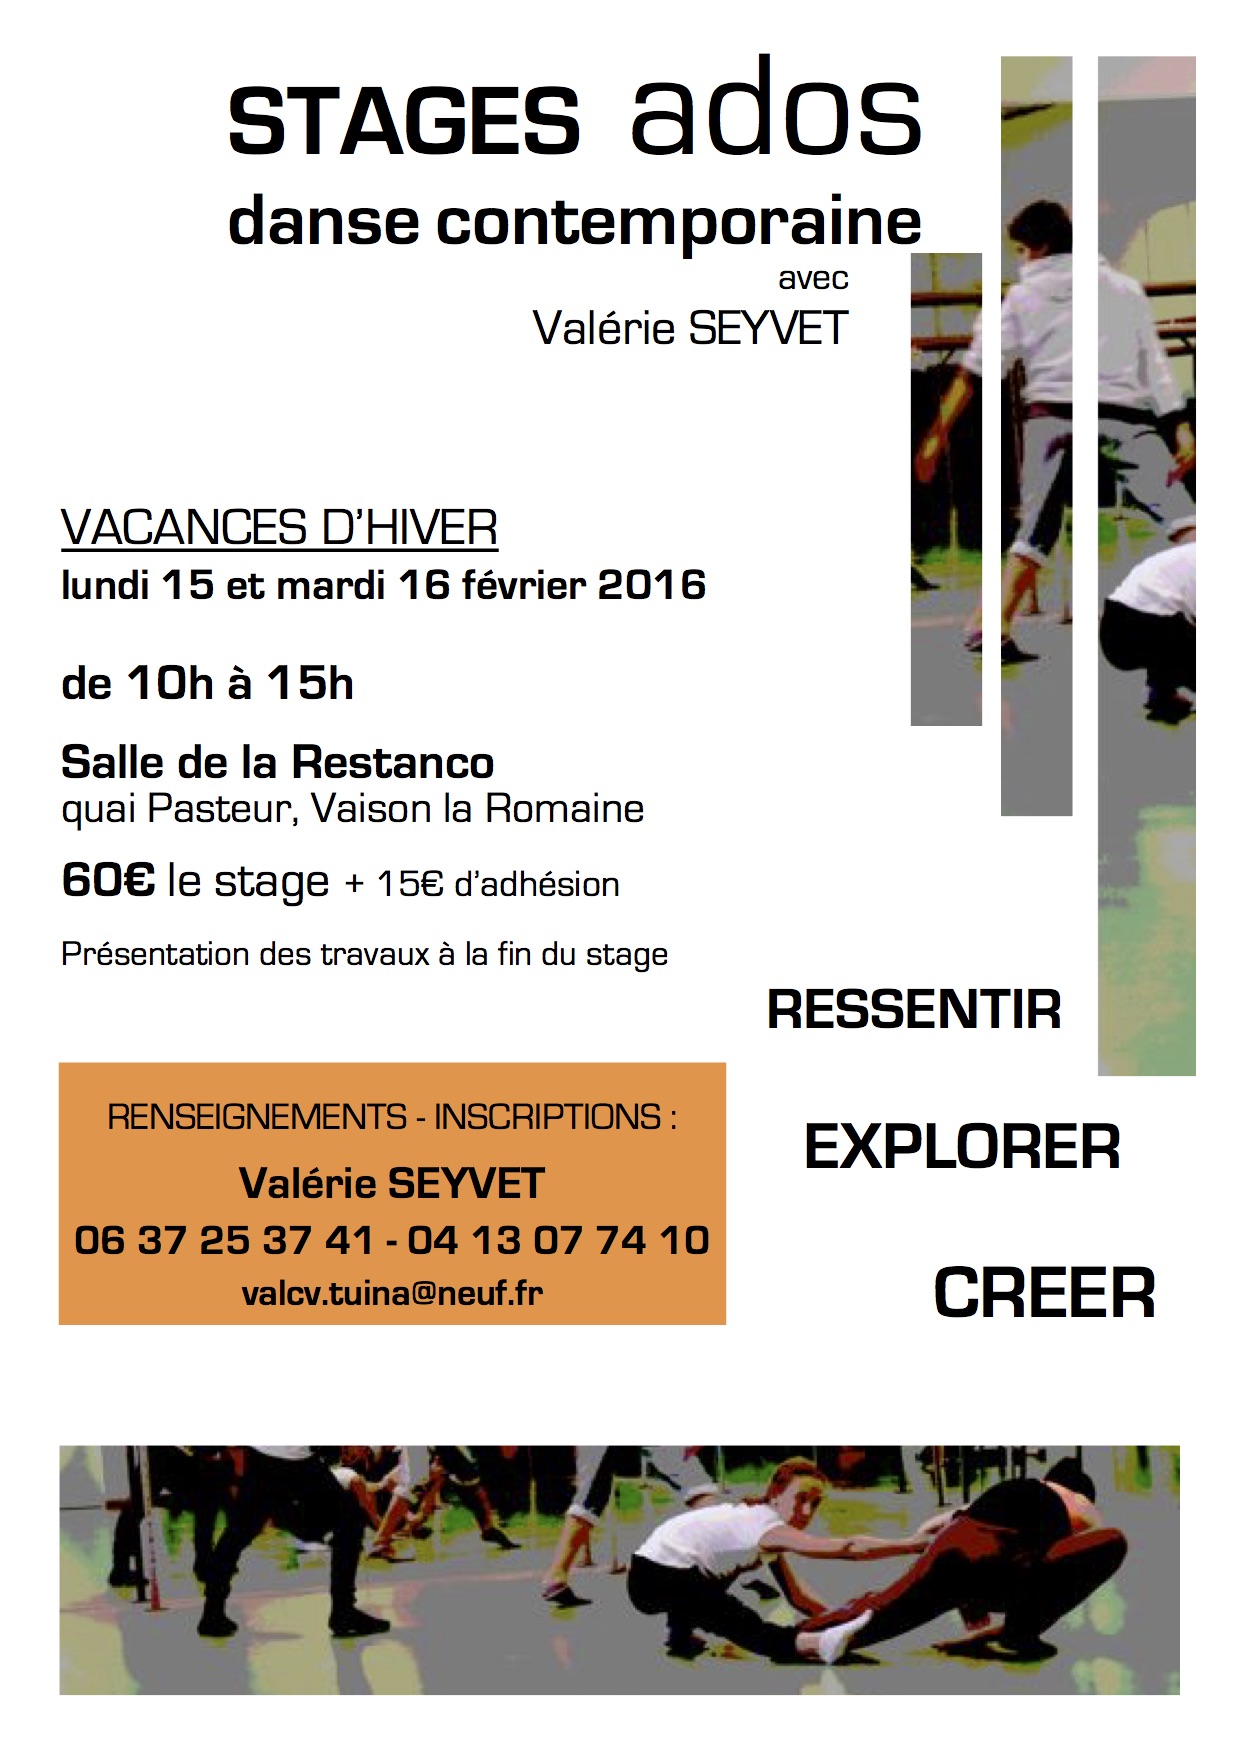 STAGES ados
danse contemporaine
avec
Valérie SEYVET
VACANCES D’HIVER
lundi 15 et mardi 16 février 2016
de 10h à 15h
Salle de la Restanco
quai Pasteur, Vaison la Romaine
60€ le stage + 15€ d’adhésion
Présentation des travaux à la fin du stage
RESSENTIR
EXPLORER
CREER
RENSEIGNEMENTS - INSCRIPTIONS :
Valérie SEYVET
06 37 25 37 41 - 04 13 07 74 10
valcv.tuina@neuf.fr